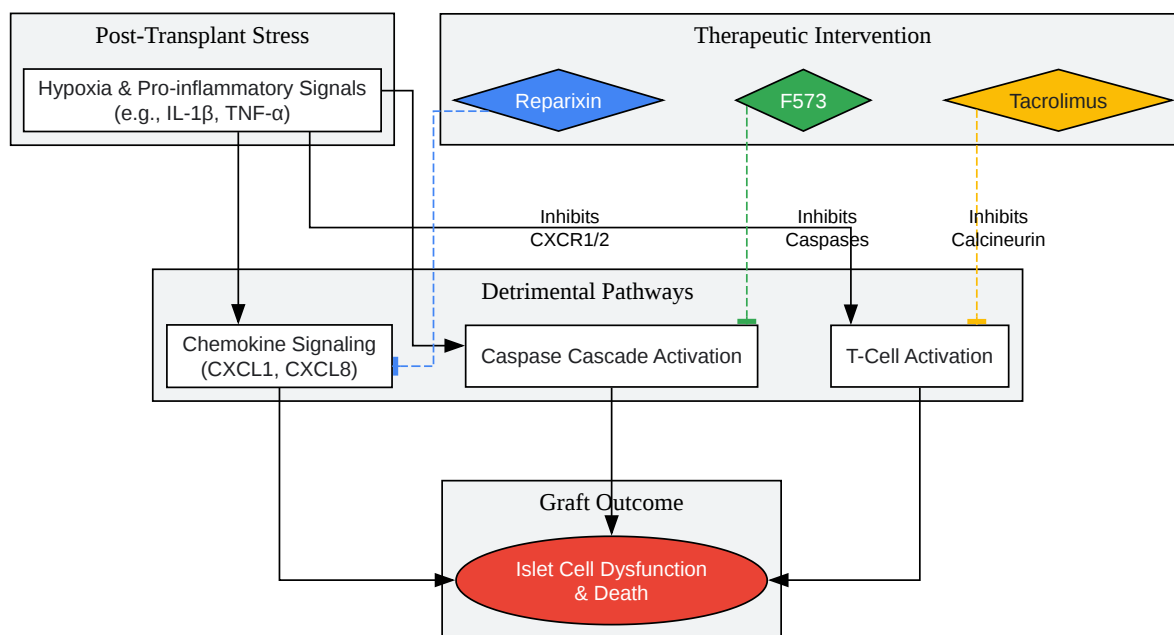 Post-Transplant Stress
Hypoxia & Pro-inflammatory Signals
(e.g., IL-1β, TNF-α)
Therapeutic Intervention
Reparixin
F573
Tacrolimus
Inhibits
CXCR1/2
Inhibits
Caspases
Inhibits
Calcineurin
Detrimental Pathways
Chemokine Signaling
(CXCL1, CXCL8)
Caspase Cascade Activation
T-Cell Activation
Graft Outcome
Islet Cell Dysfunction
& Death